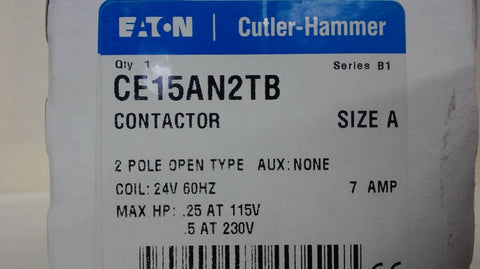 EATON Cutler-Hammer
Qty 1 Series B1
CE15AN2TB
CONTACTOR SIZE A
2 POLE OPEN TYPE AUX: NONE
COIL: 24V 60HZ 7 AMP
MAX HP: .25 AT 115V
.5 AT 230V